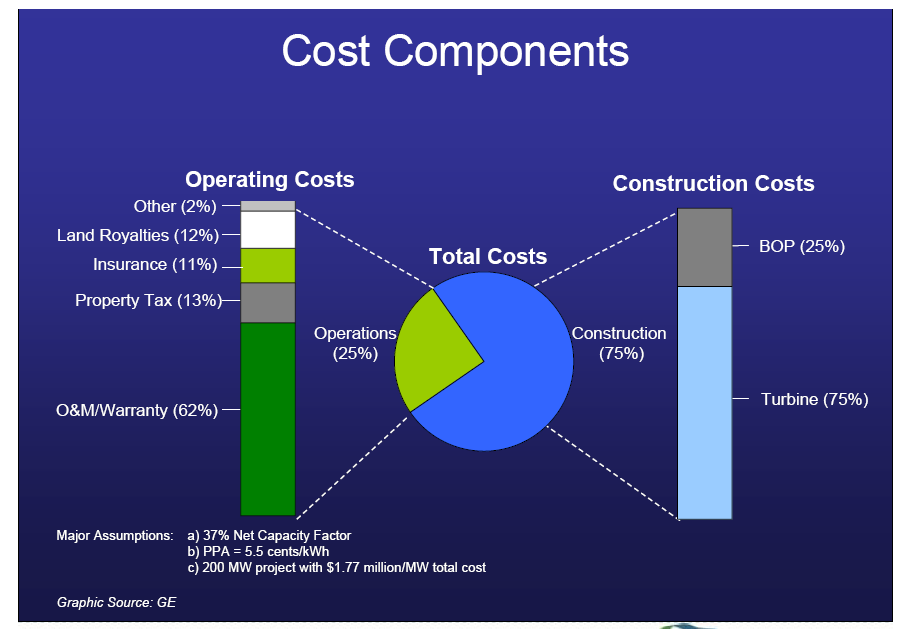 Cost Components
Operating Costs
Other (2%)
Land Royalties (12%)
Insurance (11%)
Property Tax (13%)
O&M/Warranty (62%)
Total Costs
Operations
(25%)
Construction
(75%)
Construction Costs
BOP (25%)
Turbine (75%)
Major Assumptions: a) 37% Net Capacity Factor
b) PPA = 5.5 cents/kWh
c) 200 MW project with $1.77 million/MW total cost
Graphic Source: GE